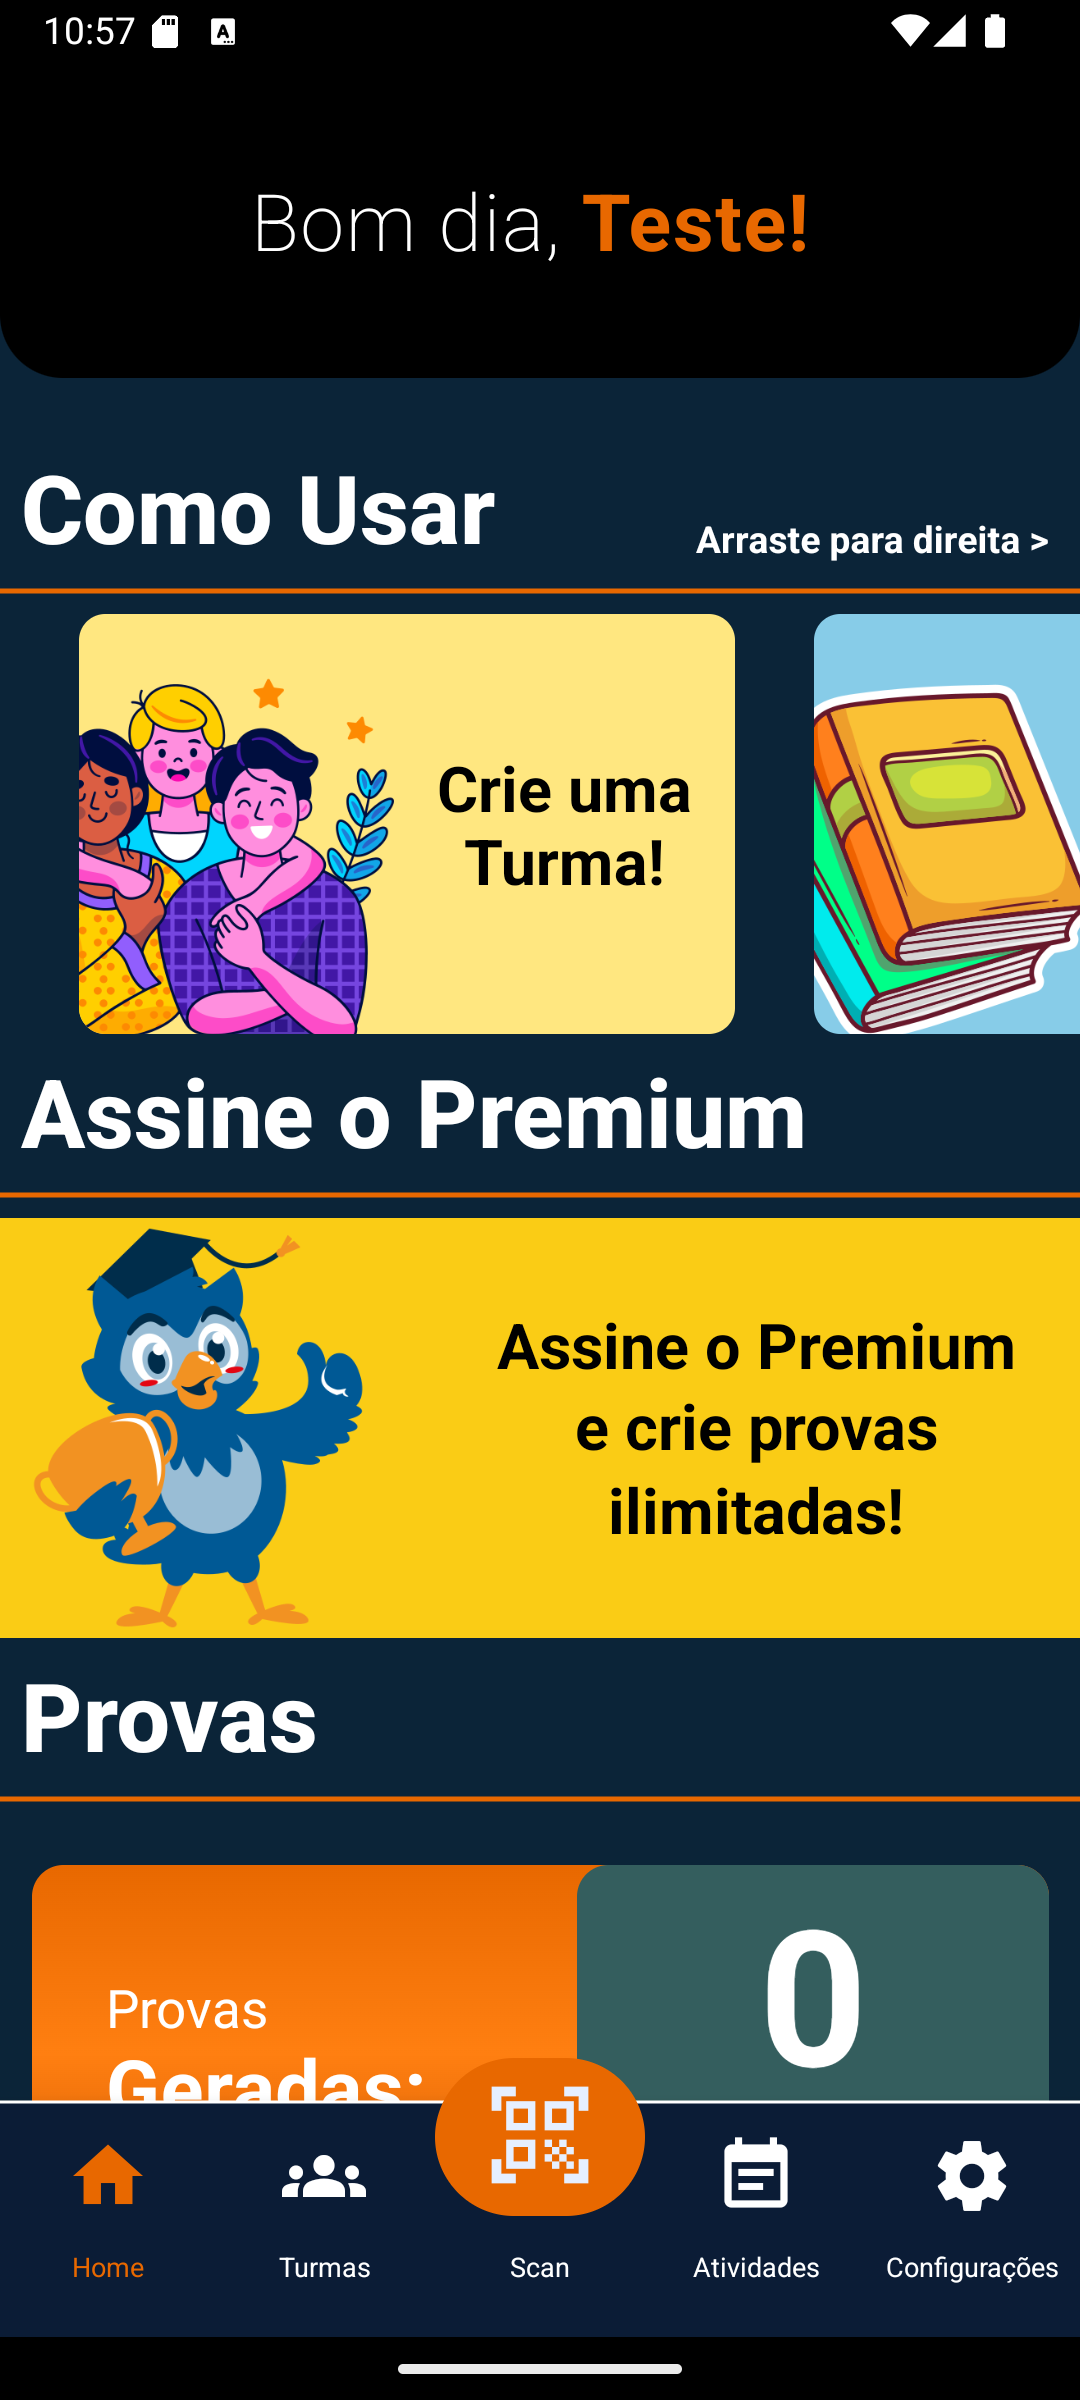 10:57
Bom dia, Teste!
Como Usar
Arraste para direita >
Crie uma
Turma!
Assine o Premium
Assine o Premium
e crie provas
ilimitadas!
Provas
Provas
Geradas:
0
Home
Turmas
Scan
Atividades
Configurações